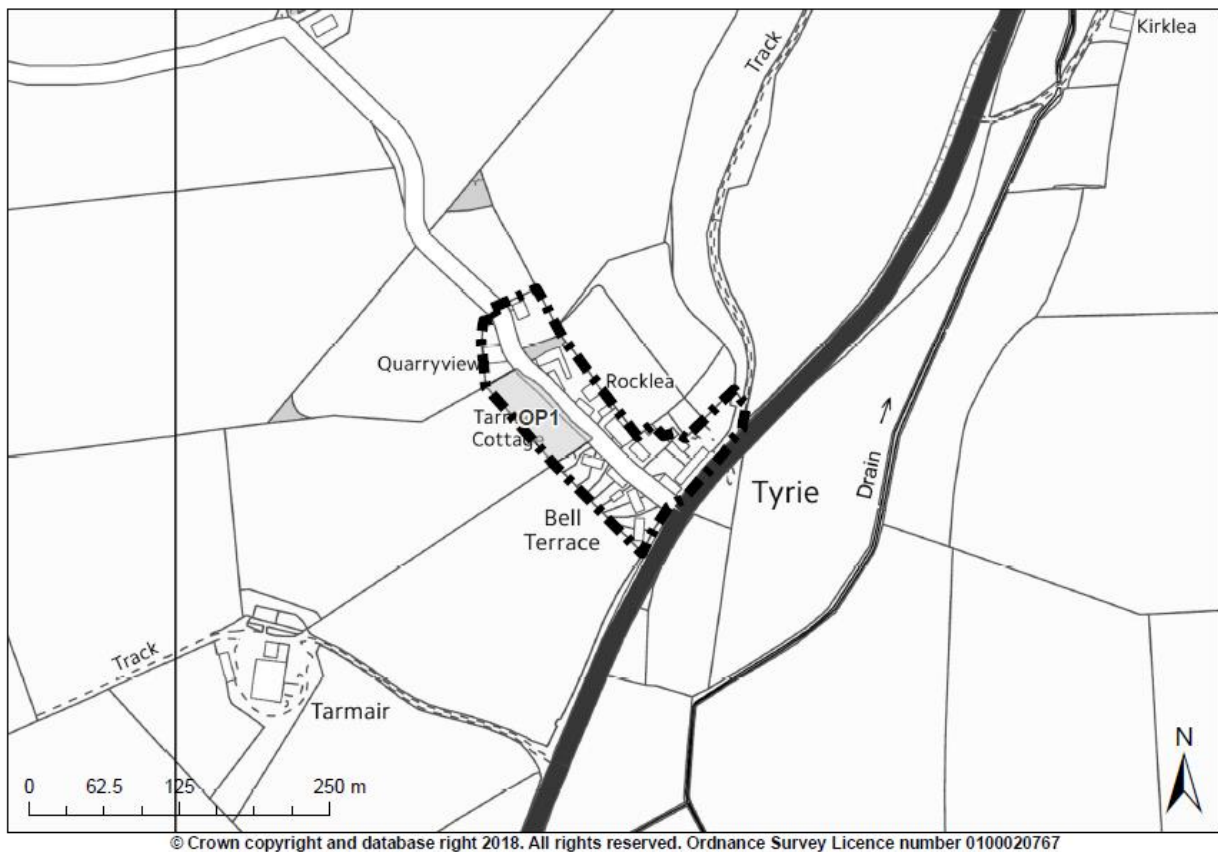 Kirklea
Track
Quarryview
Rocklea
OP1
Cottage
Tyrie
Drain
Bell
Terrace
Track
Tarmair
0 62.5 125 250 m
N
© Crown copyright and database right 2018. All rights reserved. Ordnance Survey Licence number 0100020767